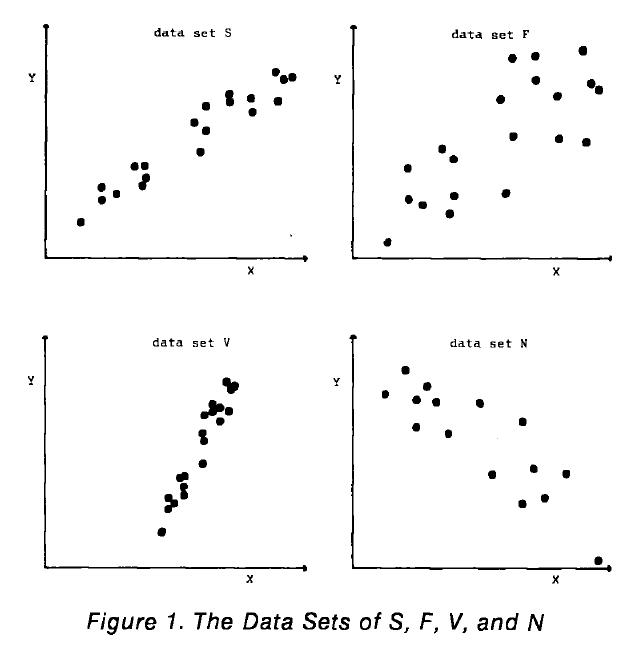 data set S
Y
X
data set F
Y
X
data set V
Y
X
data set N
Y
X
Figure 1. The Data Sets of S, F, V, and N